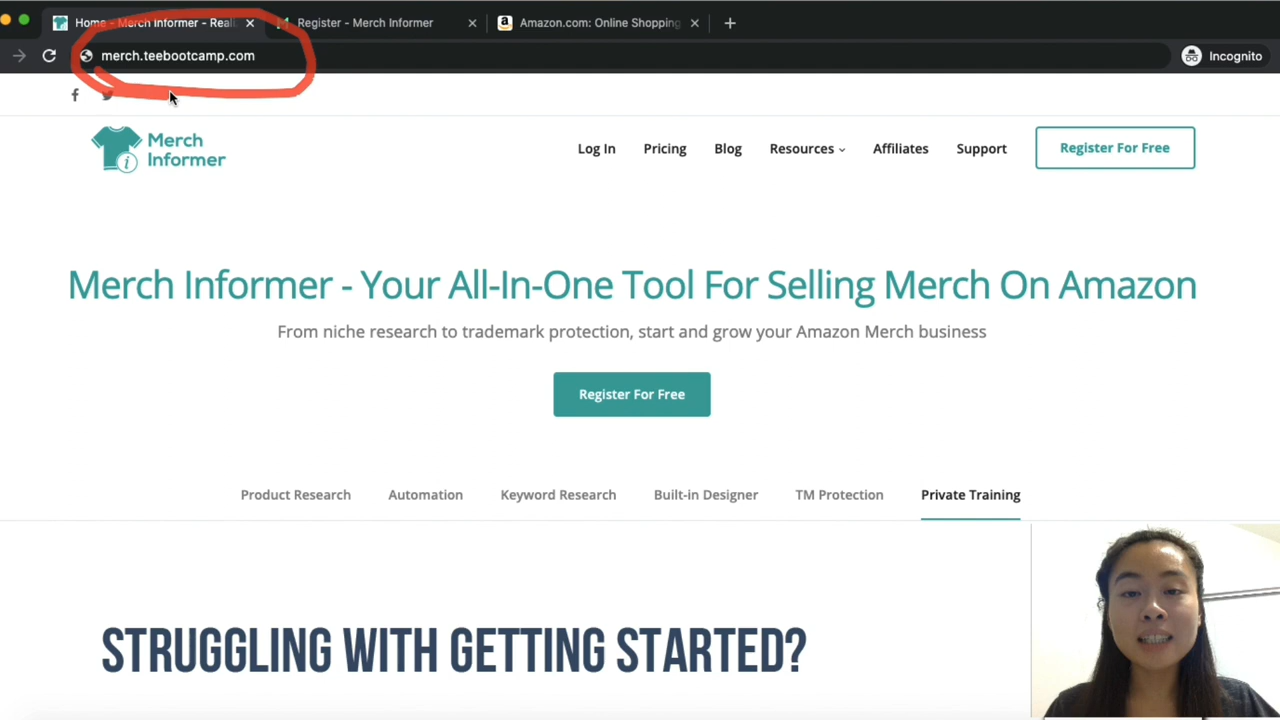 Home - Merch Informer - Real
Register - Merch Informer
Amazon.com: Online Shopping
merch.teebootcamp.com
Incognito
Merch
Informer
Log In
Pricing
Blog
Resources
Affiliates
Support
Register For Free
Merch Informer - Your All-In-One Tool For Selling Merch On Amazon
From niche research to trademark protection, start and grow your Amazon Merch business
Register For Free
Product Research
Automation
Keyword Research
Built-in Designer
TM Protection
Private Training
STRUGGLING WITH GETTING STARTED?